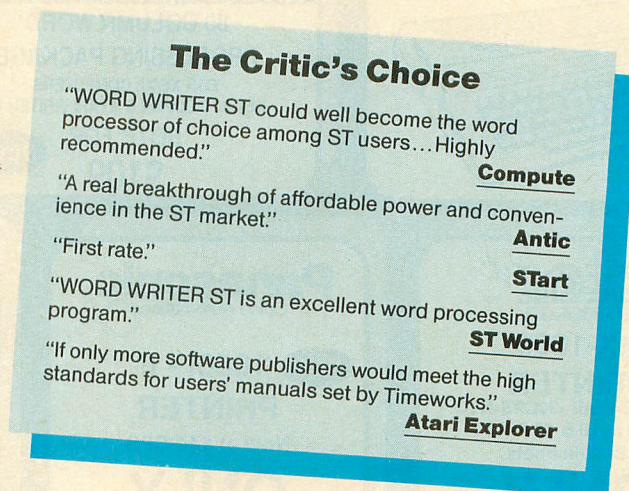 The Critic's Choice
“WORD WRITER ST could well become the word
processor of choice among ST users...Highly
recommended.”
Compute
“A real breakthrough of affordable power and conven-
ience in the ST market.”
Antic
“First rate.”
STart
“WORD WRITER ST is an excellent word processing
program.”
ST World
“If only more software publishers would meet the high
standards for users' manuals set by Timeworks.”
Atari Explorer